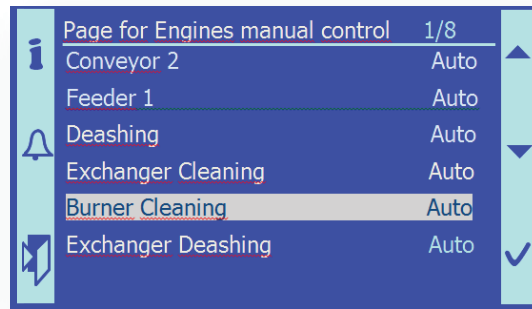 Page for Engines manual control 1/8
Conveyor 2 Auto
Feeder 1 Auto
Deashing Auto
Exchanger Cleaning Auto
Burner Cleaning Auto
Exchanger Deashing Auto